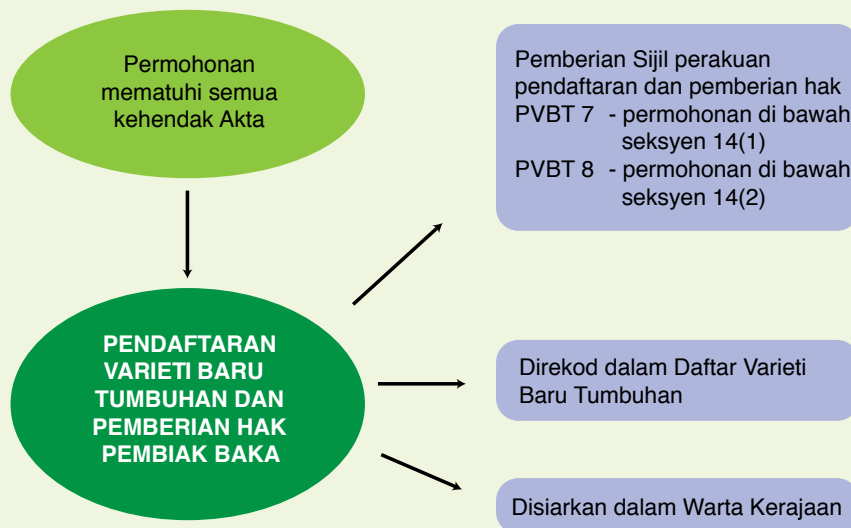 Permohonan
mematuhi semua
kehendak Akta
PENDAFTARAN
VARIETI BARU
TUMBUHAN DAN
PEMBERIAN HAK
PEMBIAK BAKA
Pemberian Sijil perakuan
pendaftaran dan pemberian hak
PVBT 7 - permohonan di bawah
seksyen 14(1)
PVBT 8 - permohonan di bawah
seksyen 14(2)
Direkod dalam Daftar Varieti
Baru Tumbuhan
Disiarkan dalam Warta Kerajaan